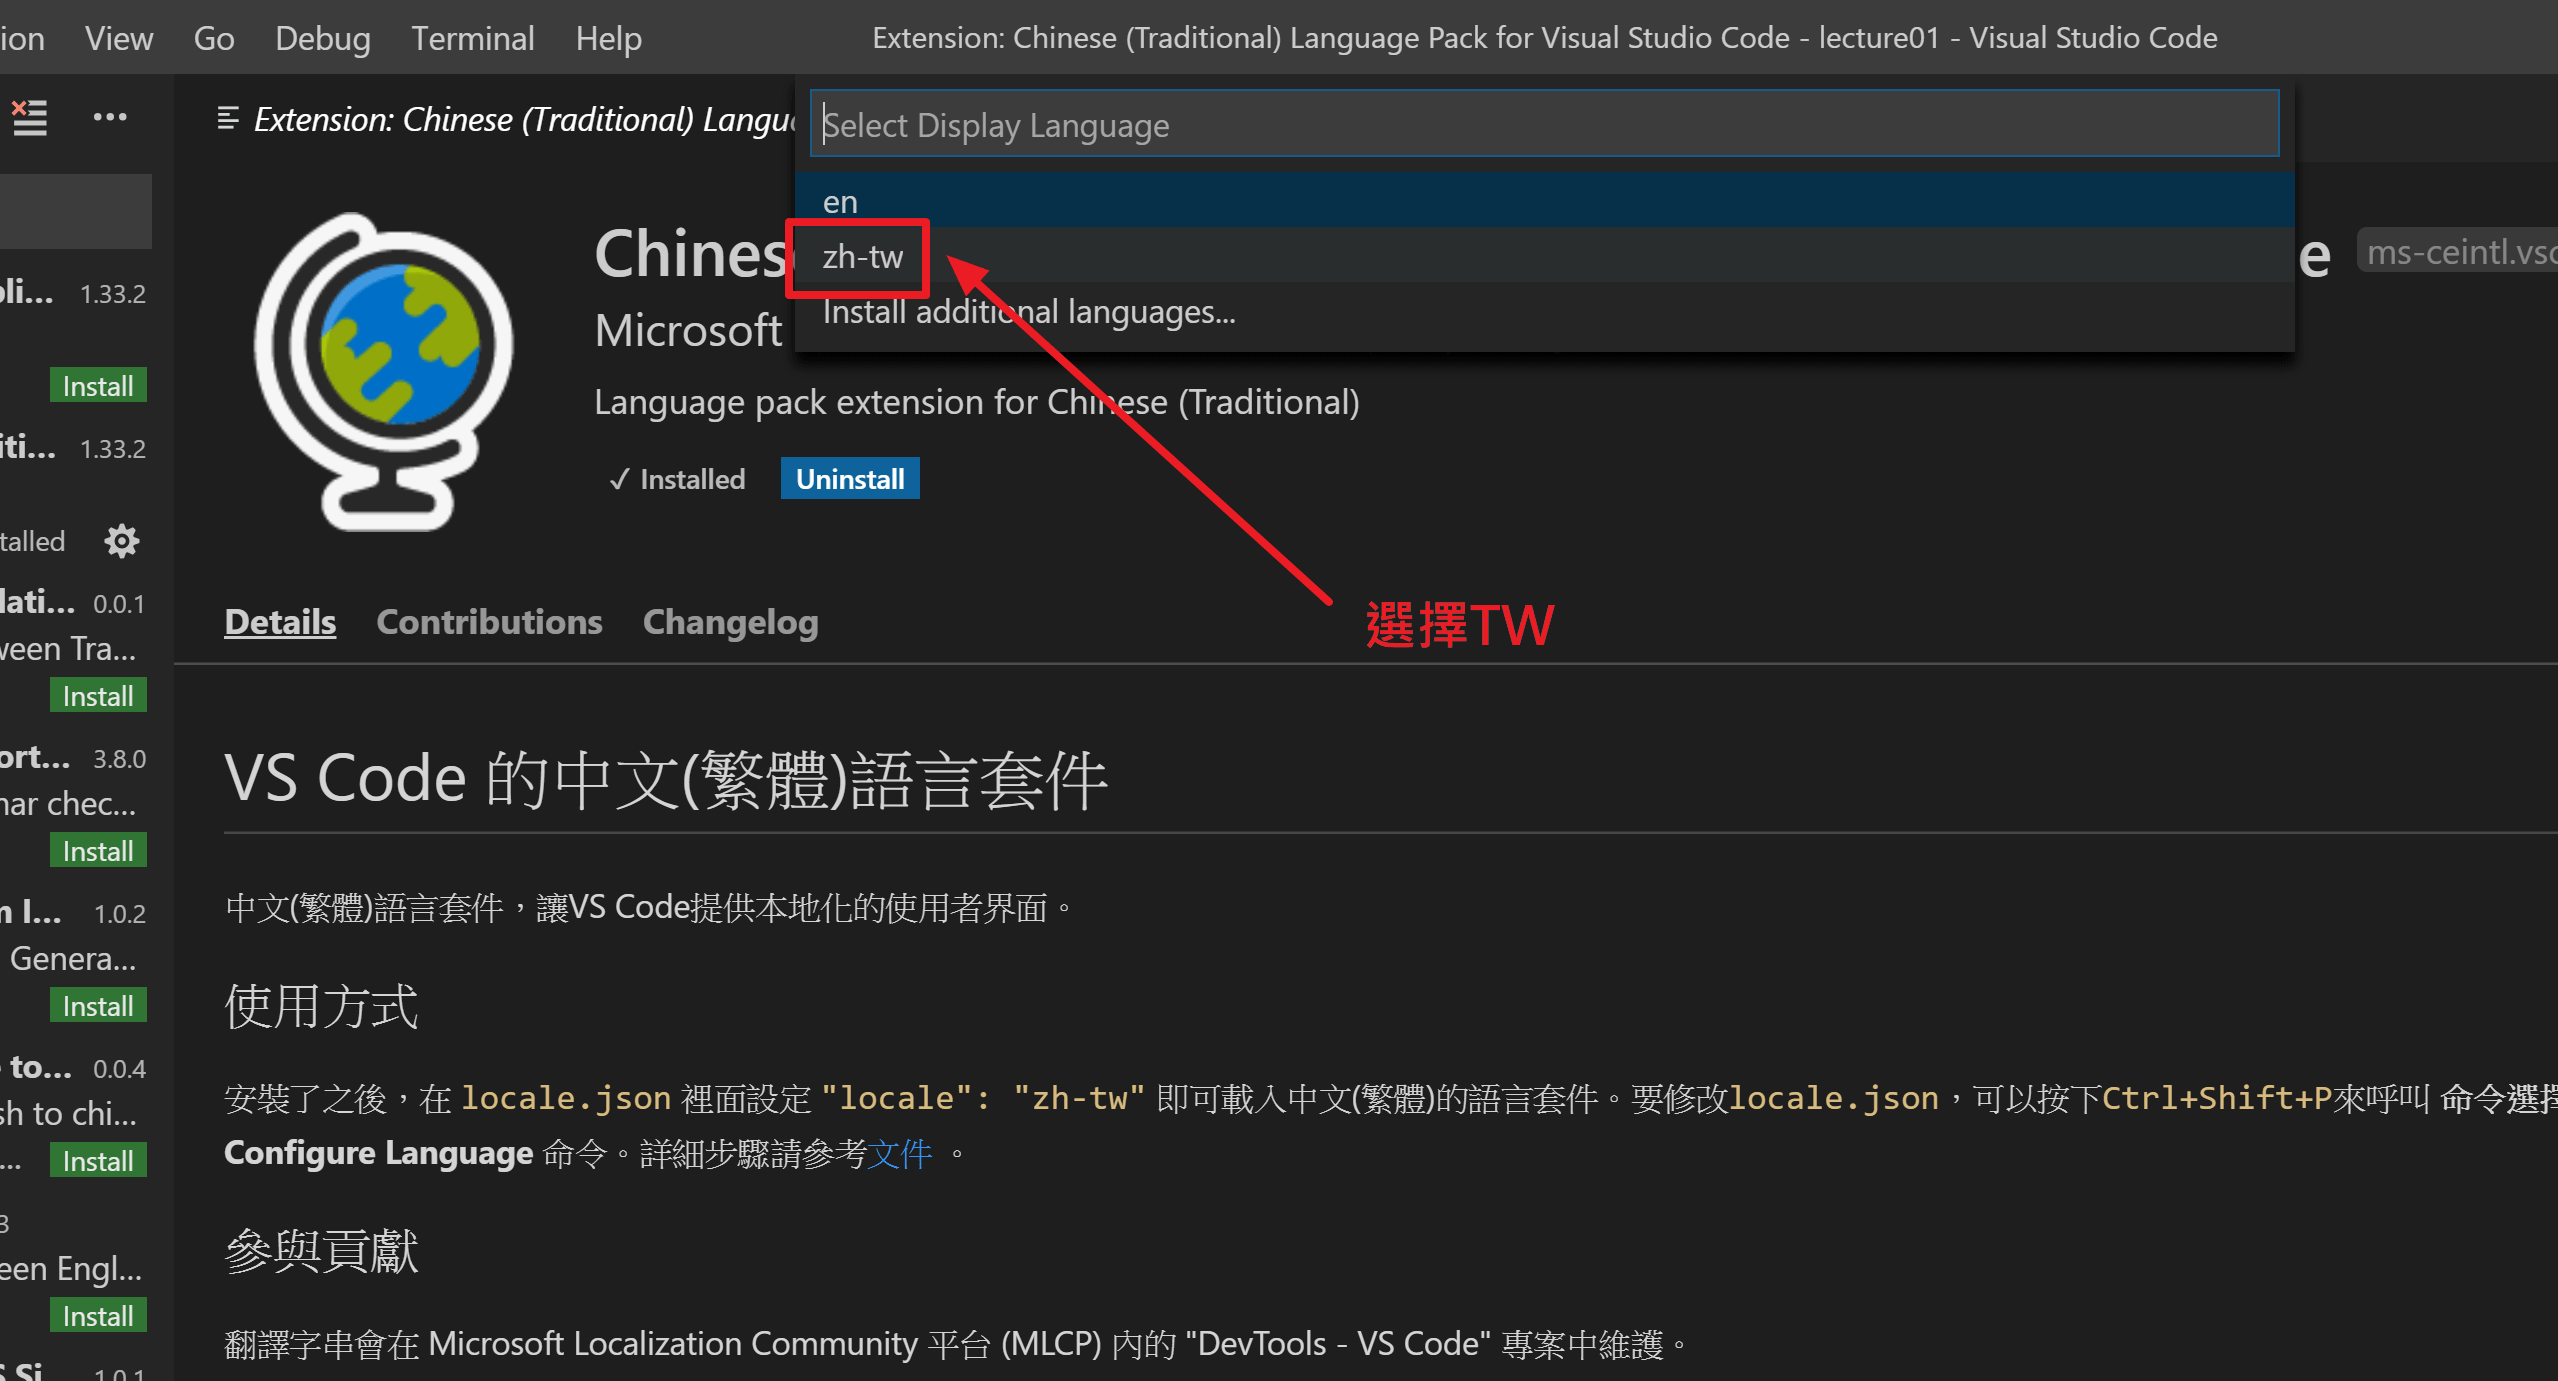 ion View Go Debug Terminal Help
Extension: Chinese (Traditional) Language Pack for Visual Studio Code - lecture01 - Visual Studio Code
Extension: Chinese (Traditional) Langu
Select Display Language
en
zh-tw
Install additional languages...
Chines
e ms-ceintl.vsc
Microsoft
Language pack extension for Chinese (Traditional)
✓ Installed Uninstall
選擇TW
Details Contributions Changelog
VS Code 的中文(繁體)語言套件
中文(繁體)語言套件，讓VS Code提供本地化的使用者界面。
使用方式
安裝了之後，在 locale.json 裡面設定 "locale": "zh-tw" 即可載入中文(繁體)的語言套件。要修改locale.json，可以按下Ctrl+Shift+P來呼叫 命令選擇
Configure Language 命令。詳細步驟請參考文件 。
參與貢獻
翻譯字串會在 Microsoft Localization Community 平台 (MLCP) 內的 "DevTools - VS Code" 專案中維護。
pli... 1.33.2
Install
iti... 1.33.2
talled
lati... 0.0.1
ween Tra...
Install
ort... 3.8.0
nar chec...
Install
n I... 1.0.2
Genera...
Install
to... 0.0.4
sh to chi...
... Install
3
een Engl...
Install
S Si... 1.0.1